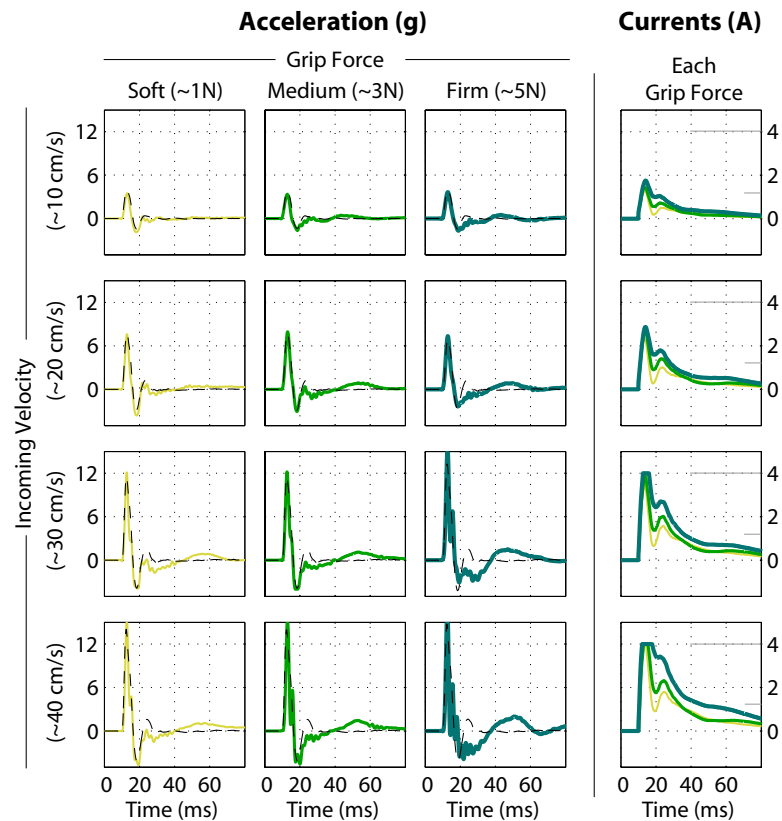 Acceleration (g) Currents (A)
Grip Force
Each
Grip Force
Soft (~1N) Medium (~3N) Firm (~5N)
Incoming Velocity
(~10 cm/s)
12
6
0
4
2
0
(~20 cm/s)
12
6
0
4
2
0
(~30 cm/s)
12
6
0
4
2
0
(~40 cm/s)
12
6
0
4
2
0
0 20 40 60 0 20 40 60 0 20 40 60 0 20 40 60
Time (ms) Time (ms) Time (ms) Time (ms)